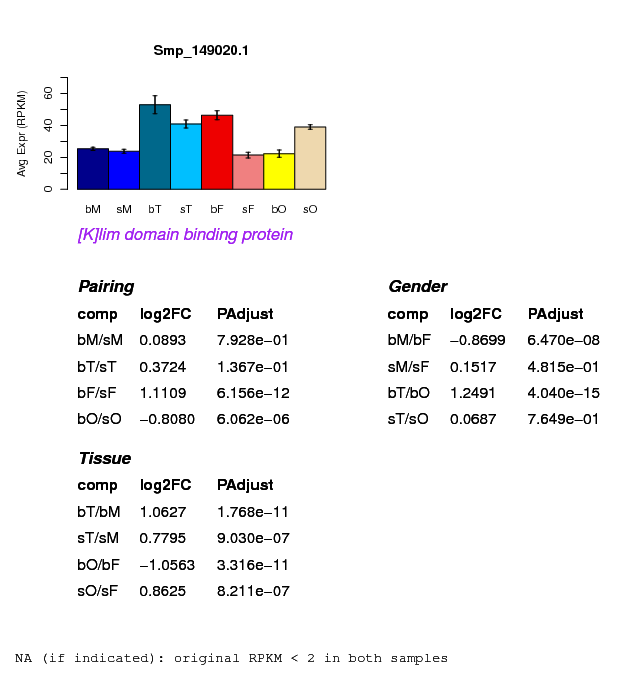 Smp_149020.1
Avg Expr (RPKM)
60
40
20
0
bM sM bT sT bF sF bO sO
[K]lim domain binding protein
Pairing
comp log2FC PAdjust
bM/sM 0.0893 7.928e−01
bT/sT 0.3724 1.367e−01
bF/sF 1.1109 6.156e−12
bO/sO −0.8080 6.062e−06
Gender
comp log2FC PAdjust
bM/bF −0.8699 6.470e−08
sM/sF 0.1517 4.815e−01
bT/bO 1.2491 4.040e−15
sT/sO 0.0687 7.649e−01
Tissue
comp log2FC PAdjust
bT/bM 1.0627 1.768e−11
sT/sM 0.7795 9.030e−07
bO/bF −1.0563 3.316e−11
sO/sF 0.8625 8.211e−07
NA (if indicated): original RPKM < 2 in both samples